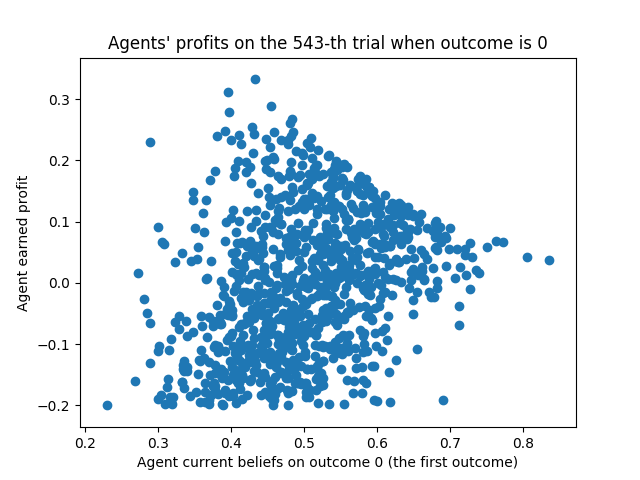 Agents' profits on the 543-th trial when outcome is 0
Agent earned profit
0.3
0.2
0.1
0.0
−0.1
−0.2
0.2 0.3 0.4 0.5 0.6 0.7 0.8
Agent current beliefs on outcome 0 (the first outcome)